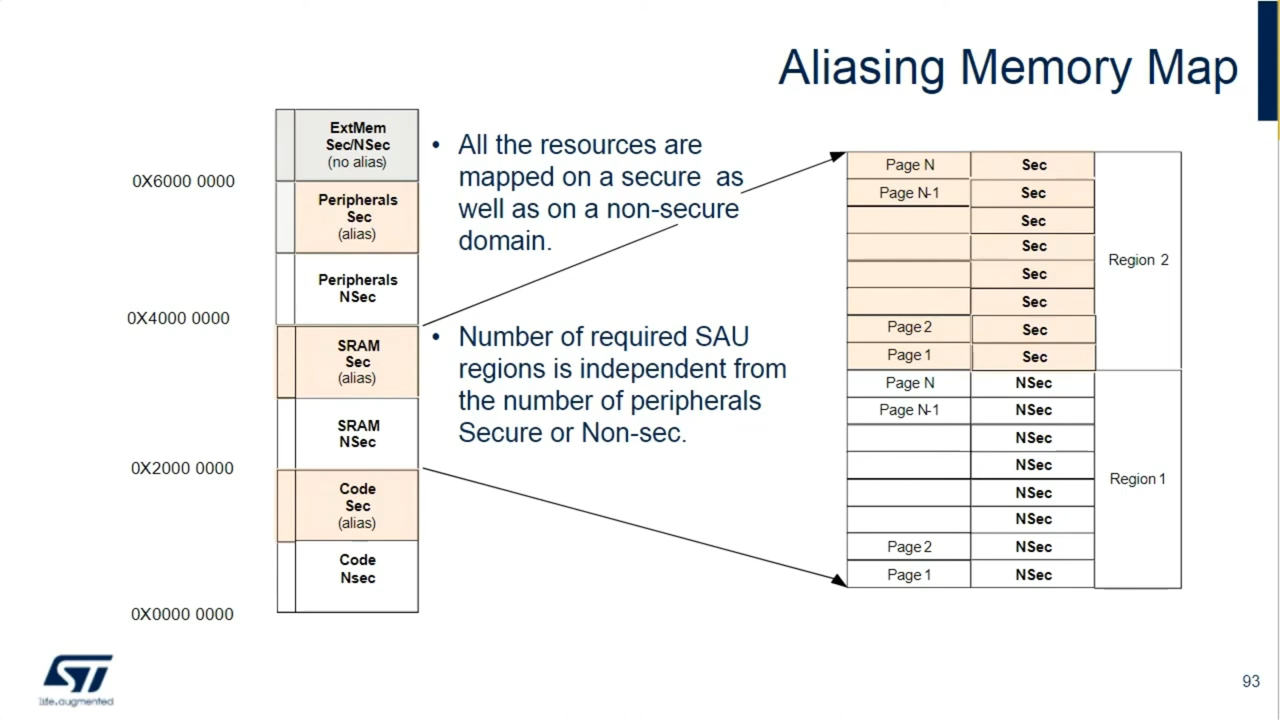 Aliasing Memory Map
ExtMem
Sec/NSec
(no alias)
0X6000 0000
Peripherals
Sec
(alias)
Peripherals
NSec
0X4000 0000
SRAM
Sec
(alias)
SRAM
NSec
0X2000 0000
Code
Sec
(alias)
Code
Nsec
0X0000 0000
• All the resources are
mapped on a secure as
well as on a non-secure
domain.
• Number of required SAU
regions is independent from
the number of peripherals
Secure or Non-sec.
Page N Sec
Page N-1 Sec
Sec
Sec
Sec
Sec
Page 2 Sec
Page 1 Sec
Region 2
Page N NSec
Page N-1 NSec
NSec
NSec
NSec
NSec
Page 2 NSec
Page 1 NSec
Region 1
ST
life.augmented
93